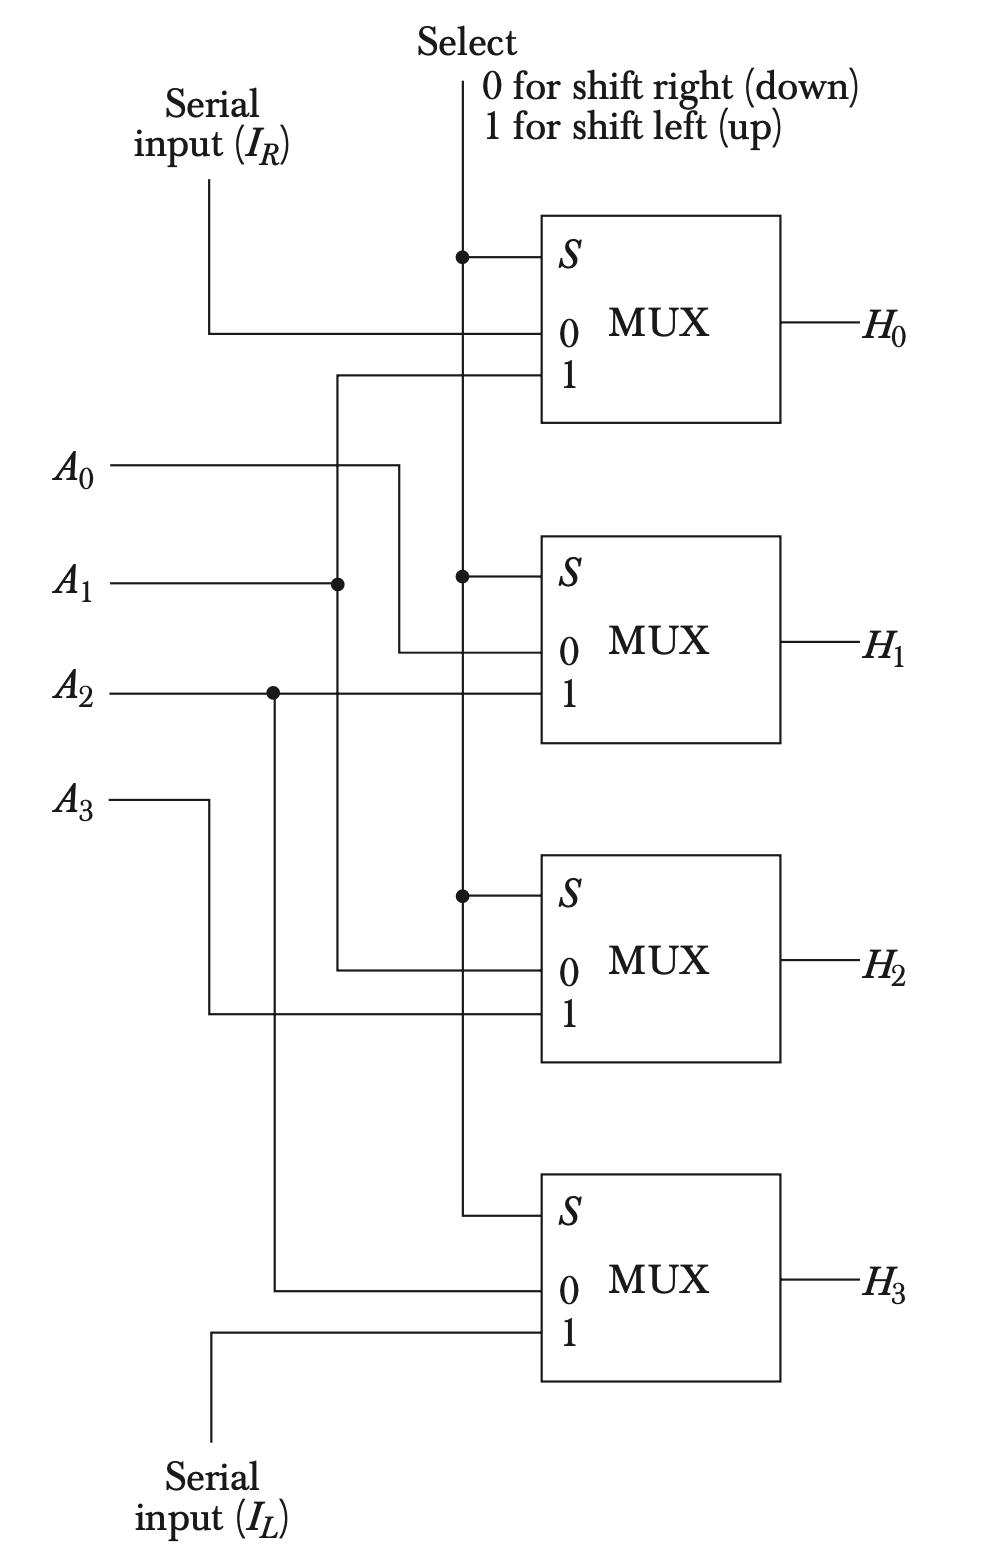 Select
0 for shift right (down)
1 for shift left (up)
Serial
input (I_R)
S
0 MUX
1
H_0
A_0
A_1
A_2
A_3
S
0 MUX
1
H_1
S
0 MUX
1
H_2
S
0 MUX
1
H_3
Serial
input (I_L)